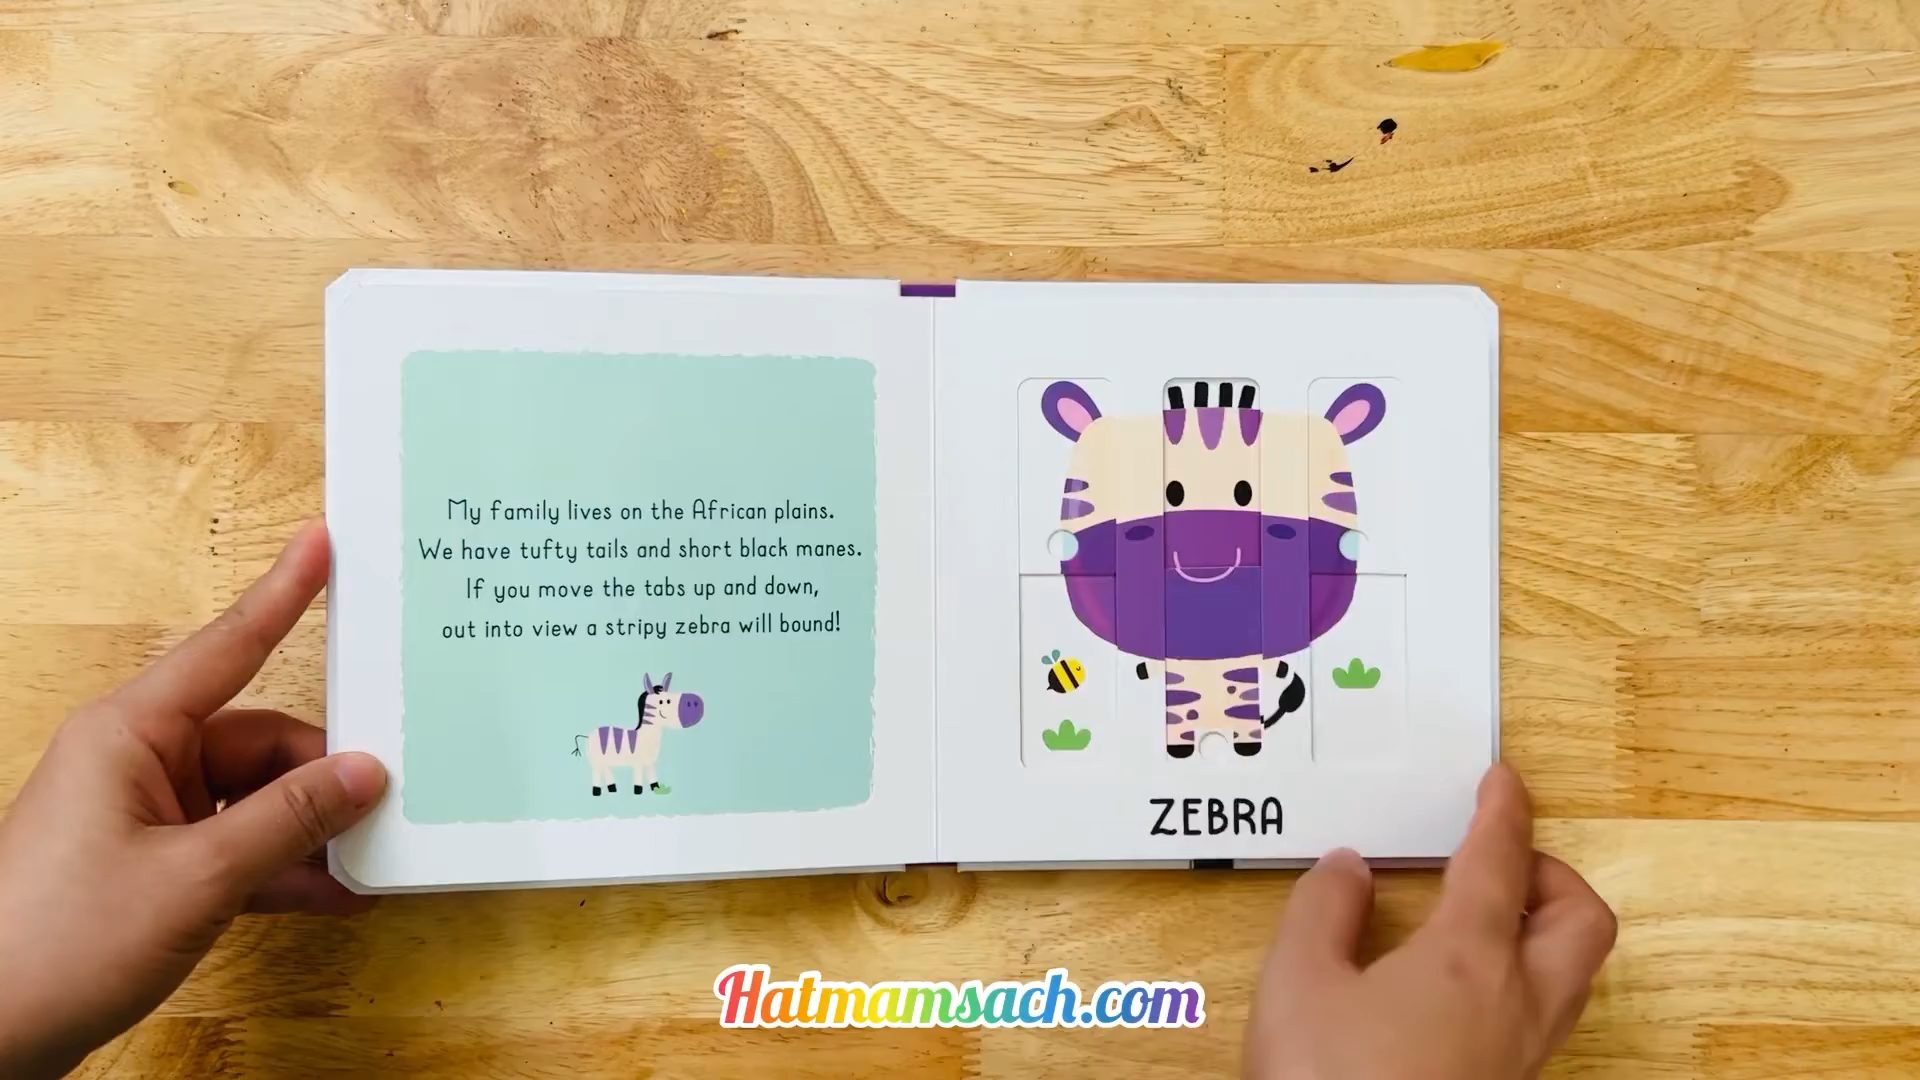 My family lives on the African plains.
We have tufty tails and short black manes.
If you move the tabs up and down,
out into view a stripy zebra will bound!
ZEBRA
Hatmamsach.com